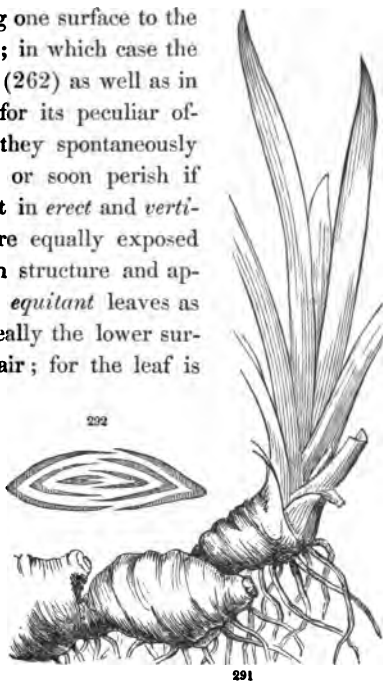 g one surface to the
; in which case the
(262) as well as in
for its peculiar of-
they spontaneously
or soon perish if
t in erect and verti-
re equally exposed
n structure and ap-
equitant leaves as
eally the lower sur-
air ; for the leaf is
292
291